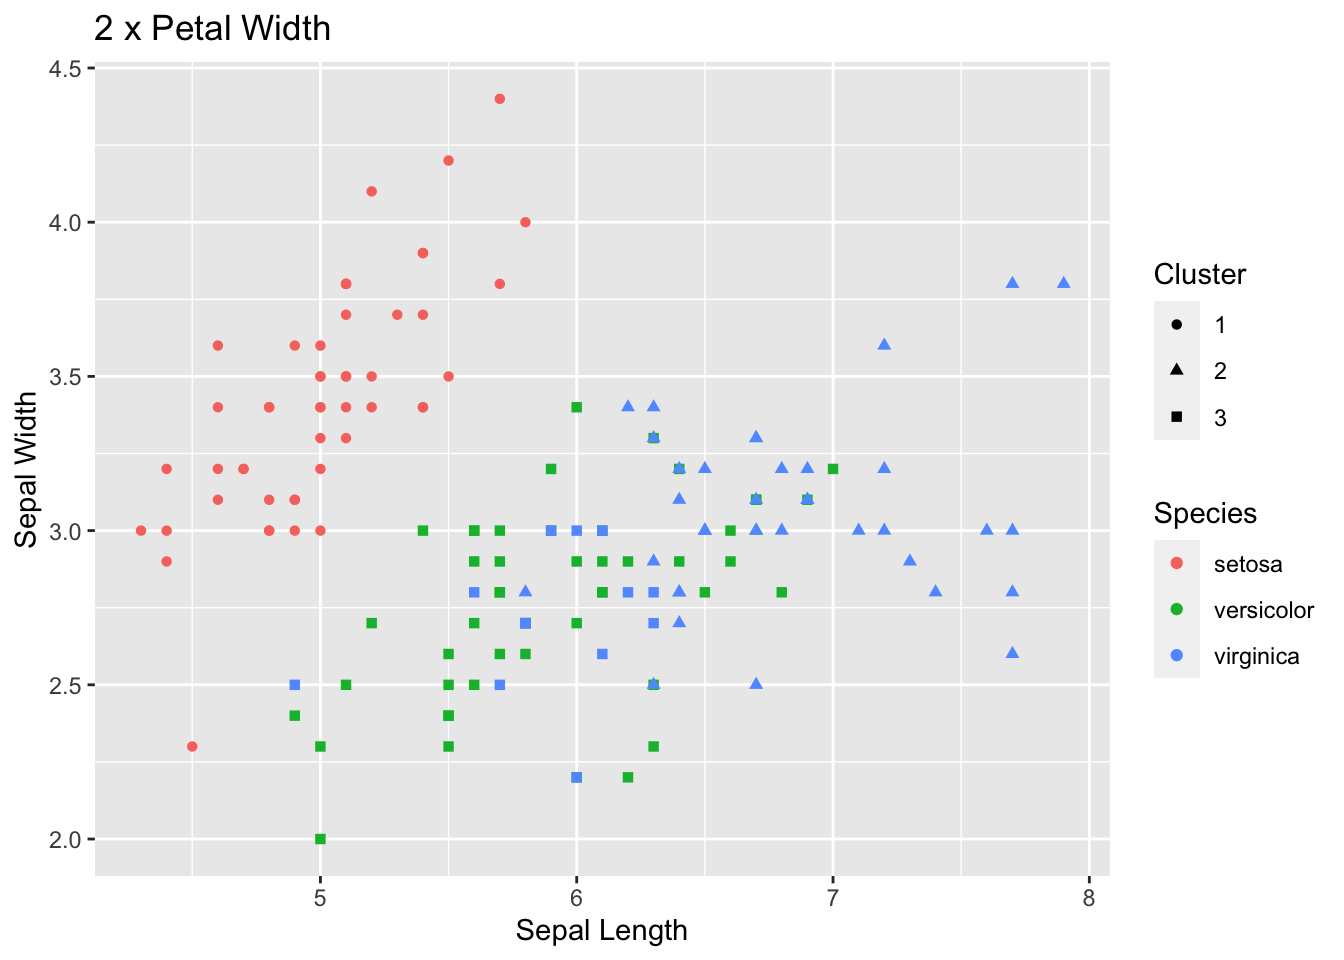 2 x Petal Width
4.5
4.0
3.5
3.0
2.5
2.0
Sepal Width
5
6
7
8
Sepal Length
Cluster
1
2
3
Species
setosa
versicolor
virginica